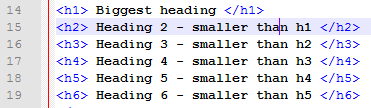 14 <h1> Biggest heading </h1>
15 <h2> Heading 2 - smaller than h1 </h2>
16 <h3> Heading 3 - smaller than h2 </h3>
17 <h4> Heading 4 - smaller than h3 </h4>
18 <h5> Heading 5 - smaller than h4 </h5>
19 <h6> Heading 6 - smaller than h5 </h6>